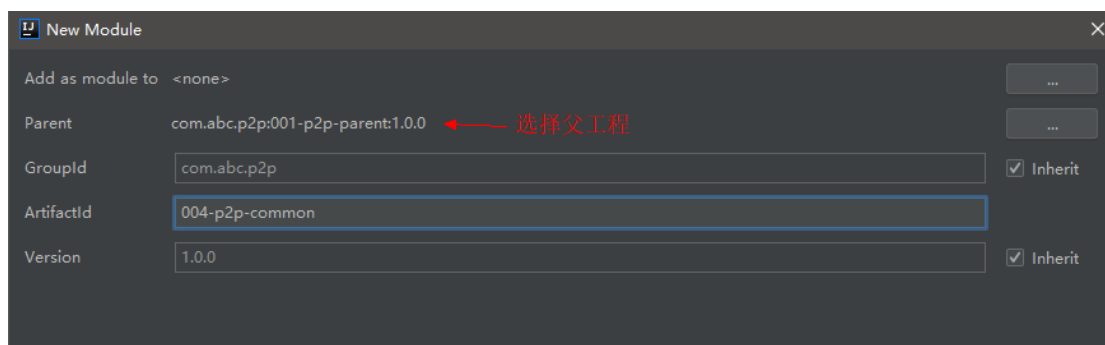 New Module
Add as module to <none> ...
Parent com.abc.p2p:001-p2p-parent:1.0.0 选择父工程 ...
GroupId com.abc.p2p Inherit
ArtifactId 004-p2p-common
Version 1.0.0 Inherit